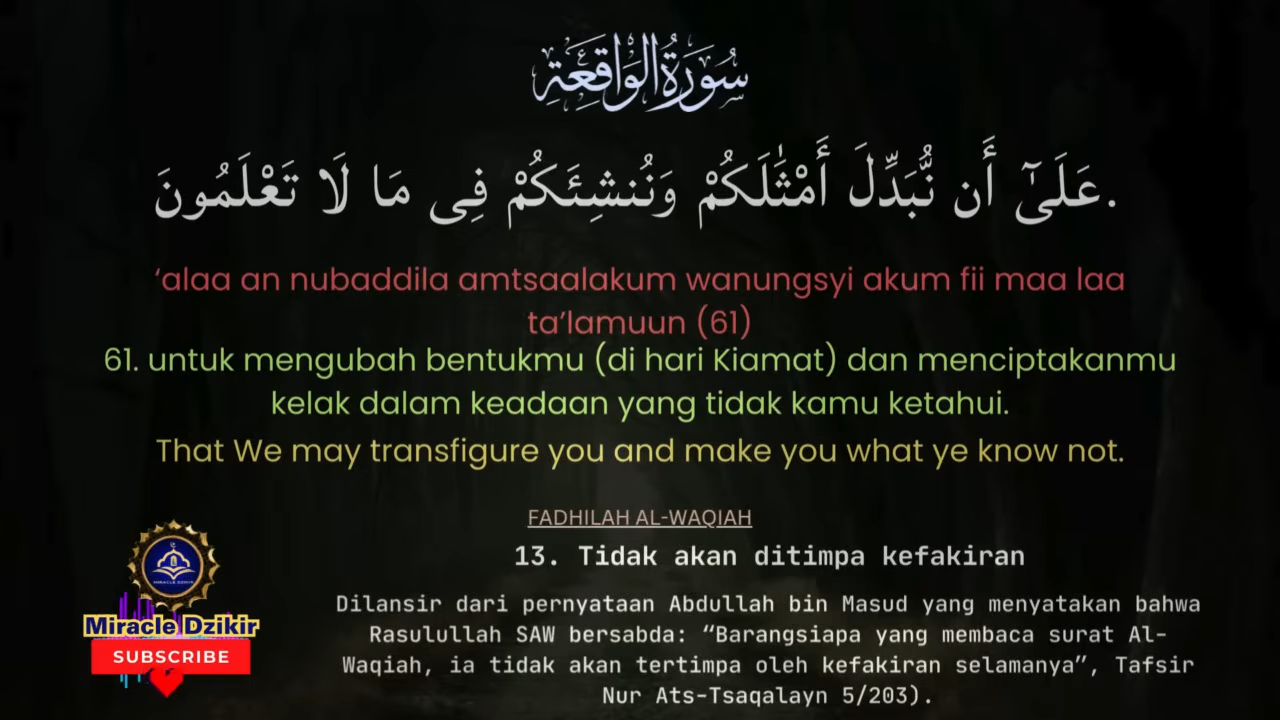 سُورَةُ الوَاقِعَةِ
عَلَىٰٓ أَن نُّبَدِّلَ أَمْثَٰلَكُمْ وَنُنشِئَكُمْ فِى مَا لَا تَعْلَمُونَ.
‘alaa an nubaddila amtsaalakum wanungsyi akum fii maa laa
ta’lamuun (61)
61. untuk mengubah bentukmu (di hari Kiamat) dan menciptakanmu
kelak dalam keadaan yang tidak kamu ketahui.
That We may transfigure you and make you what ye know not.
FADHILAH AL-WAQIAH
13. Tidak akan ditimpa kefakiran
Dilansir dari pernyataan Abdullah bin Masud yang menyatakan bahwa
Rasulullah SAW bersabda: “Barangsiapa yang membaca surat Al-
Waqiah, ia tidak akan tertimpa oleh kefakiran selamanya”, Tafsir
Nur Ats-Tsaqalayn 5/203).
MIRACLE DZIKIR
Miracle Dzikir
SUBSCRIBE